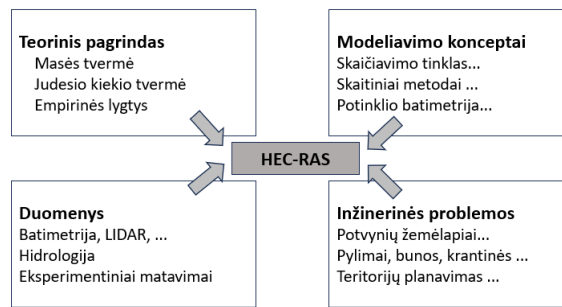 Teorinis pagrindas
Masės tvermė
Judesio kiekio tvermė
Empirinės lygtys
Modeliavimo konceptai
Skaičiavimo tinklas...
Skaitiniai metodai ...
Potinklio batimetrija...
HEC-RAS
Duomenys
Batimetrija, LIDAR, ...
Hidrologija
Eksperimentiniai matavimai
Inžinerinės problemos
Potvynių žemėlapiai...
Pylimai, bunos, krantinės ...
Teritorijų planavimas ...